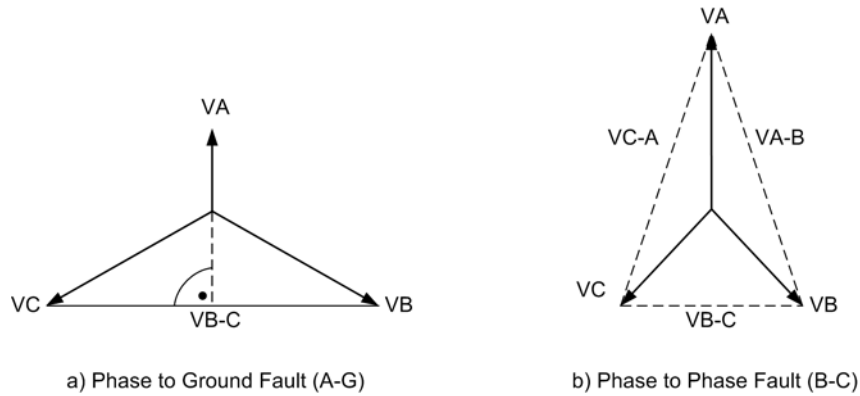 VA
VC
VB
VB-C
a) Phase to Ground Fault (A-G)
VA
VC-A
VA-B
VC
VB
VB-C
b) Phase to Phase Fault (B-C)